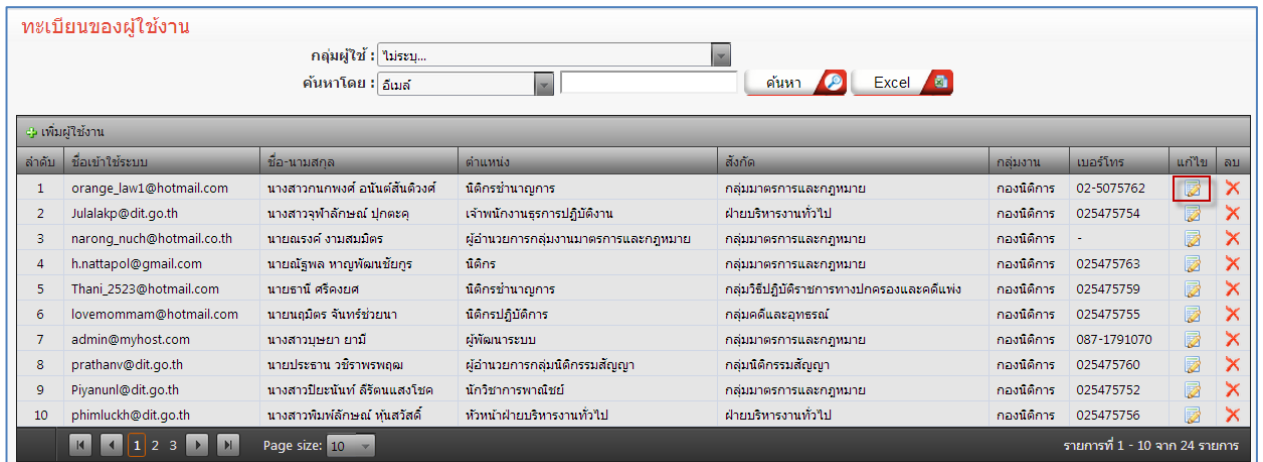 ทะเบียนของผู้ใช้งาน
กลุ่มผู้ใช้ : ไม่ระบุ...
ค้นหาโดย : อีเมล์ ค้นหา Excel
เพิ่มผู้ใช้งาน
ลำดับ ชื่อเข้าใช้ระบบ ชื่อ-นามสกุล ตำแหน่ง สังกัด กลุ่มงาน เบอร์โทร แก้ไข ลบ
1 orange_law1@hotmail.com นางสาวกนกพงศ์ อนันต์สันติวงศ์ นิติกรชำนาญการ กลุ่มมาตรการและกฎหมาย กองนิติการ 02-5075762
2 Julalakp@dit.go.th นางสาวจุฬาลักษณ์ ปุกตะคุ เจ้าพนักงานธุรการปฏิบัติงาน ฝ่ายบริหารงานทั่วไป กองนิติการ 025475754
3 narong_nuch@hotmail.co.th นายณรงค์ งามสมมิตร ผู้อำนวยการกลุ่มงานมาตรการและกฎหมาย กลุ่มมาตรการและกฎหมาย กองนิติการ -
4 h.nattapol@gmail.com นายณัฐพล หาญพัฒนชัยกูร นิติกร กลุ่มมาตรการและกฎหมาย กองนิติการ 025475763
5 Thani_2523@hotmail.com นายธานี ศรีคงยศ นิติกรชำนาญการ กลุ่มวิธีปฏิบัติราชการทางปกครองและคดีแพ่ง กองนิติการ 025475759
6 lovemommam@hotmail.com นายนฤมิตร จันทร์ช่วยนา นิติกรปฏิบัติการ กลุ่มคดีและอุทธรณ์ กองนิติการ 025475755
7 admin@myhost.com นางสาวบุษยา ยามี ผู้พัฒนาระบบ กลุ่มมาตรการและกฎหมาย กองนิติการ 087-1791070
8 prathanv@dit.go.th นายประธาน วชิราพรพฤฒ ผู้อำนวยการกลุ่มนิติกรรมสัญญา กลุ่มนิติกรรมสัญญา กองนิติการ 025475760
9 Piyanunl@dit.go.th นางสาวปิยะนันท์ ลีรัตนแสงโชค นักวิชาการพาณิชย์ กลุ่มมาตรการและกฎหมาย กองนิติการ 025475752
10 phimluckh@dit.go.th นางสาวพิมพ์ลักษณ์ หุ่นสวัสดิ์ หัวหน้าฝ่ายบริหารงานทั่วไป ฝ่ายบริหารงานทั่วไป กองนิติการ 025475756
1 2 3 Page size: 10 รายการที่ 1 - 10 จาก 24 รายการ